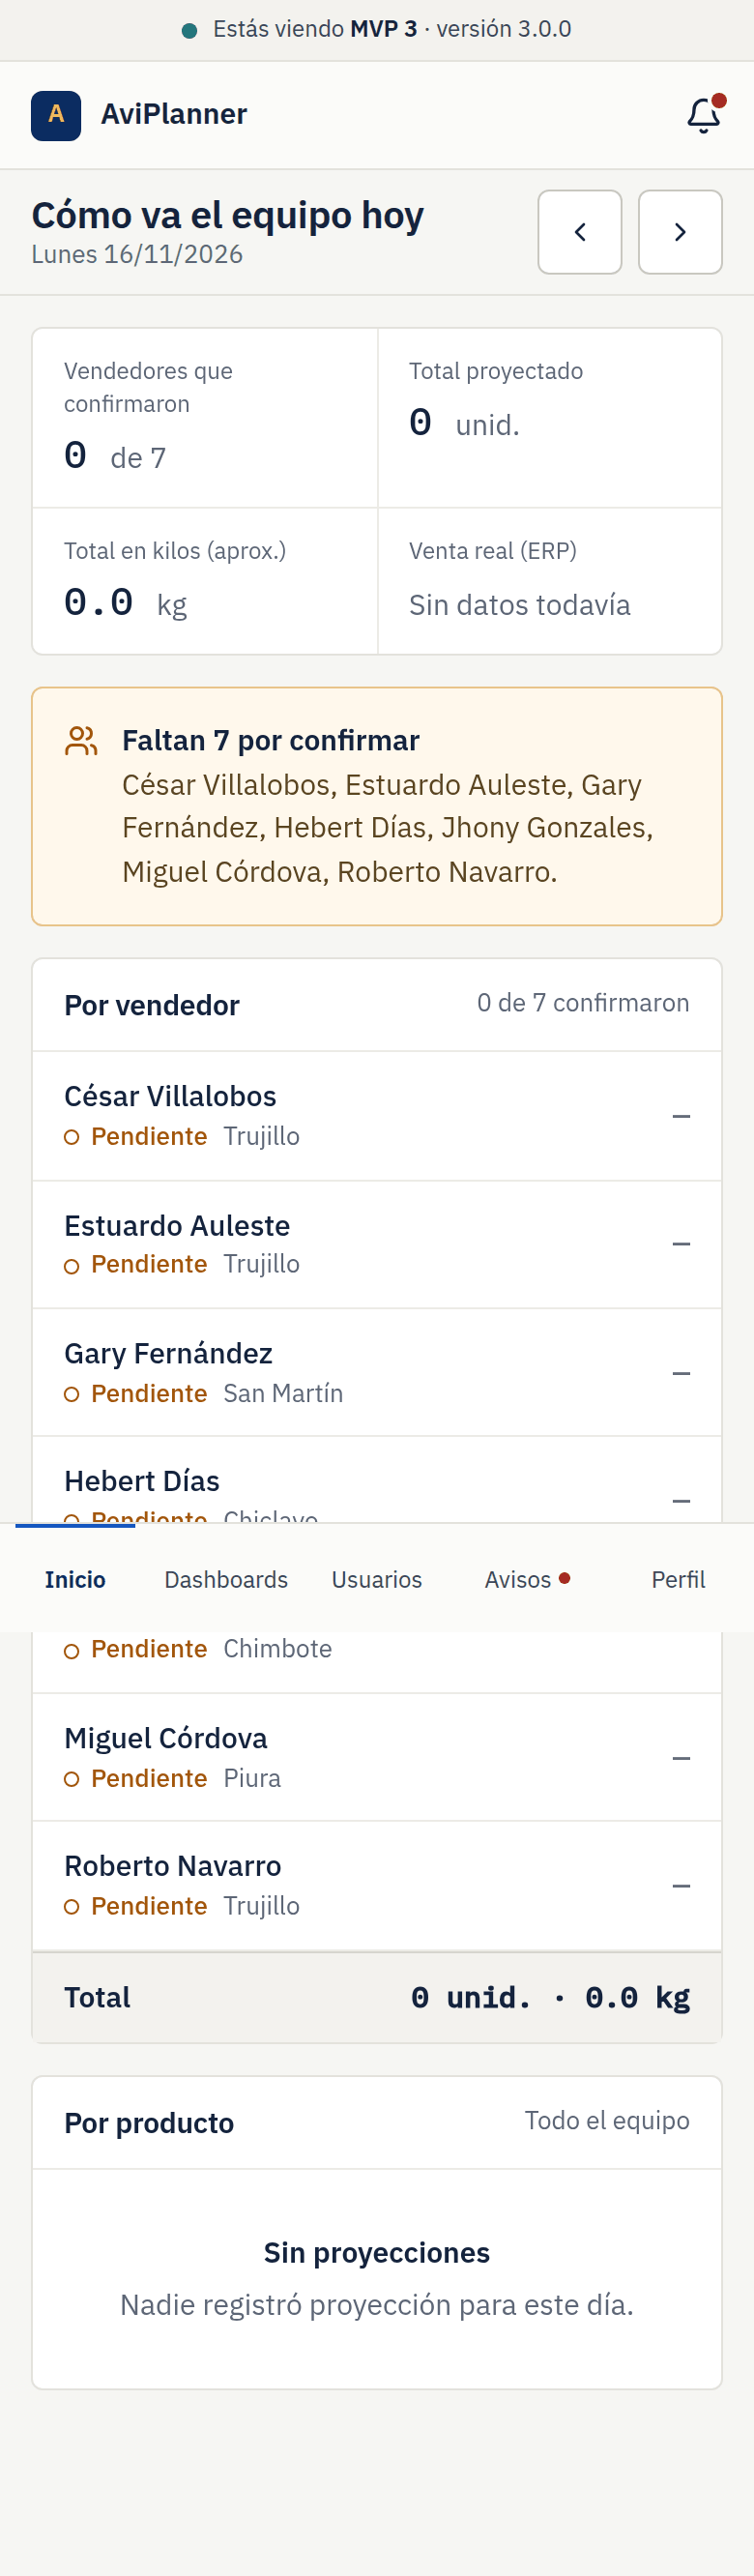 Estás viendo MVP 3 · versión 3.0.0
A AviPlanner
Cómo va el equipo hoy
Lunes 16/11/2026
Vendedores que
confirmaron
0 de 7
Total proyectado
0 unid.
Total en kilos (aprox.)
0.0 kg
Venta real (ERP)
Sin datos todavía
Faltan 7 por confirmar
César Villalobos, Estuardo Auleste, Gary
Fernández, Hebert Días, Jhony Gonzales,
Miguel Córdova, Roberto Navarro.
Por vendedor 0 de 7 confirmaron
César Villalobos
Pendiente Trujillo –
Estuardo Auleste
Pendiente Trujillo –
Gary Fernández
Pendiente San Martín –
Hebert Días
Pendiente Chiclayo –
Inicio Dashboards Usuarios Avisos Perfil
Pendiente Chimbote
Miguel Córdova
Pendiente Piura –
Roberto Navarro
Pendiente Trujillo –
Total 0 unid. · 0.0 kg
Por producto Todo el equipo
Sin proyecciones
Nadie registró proyección para este día.